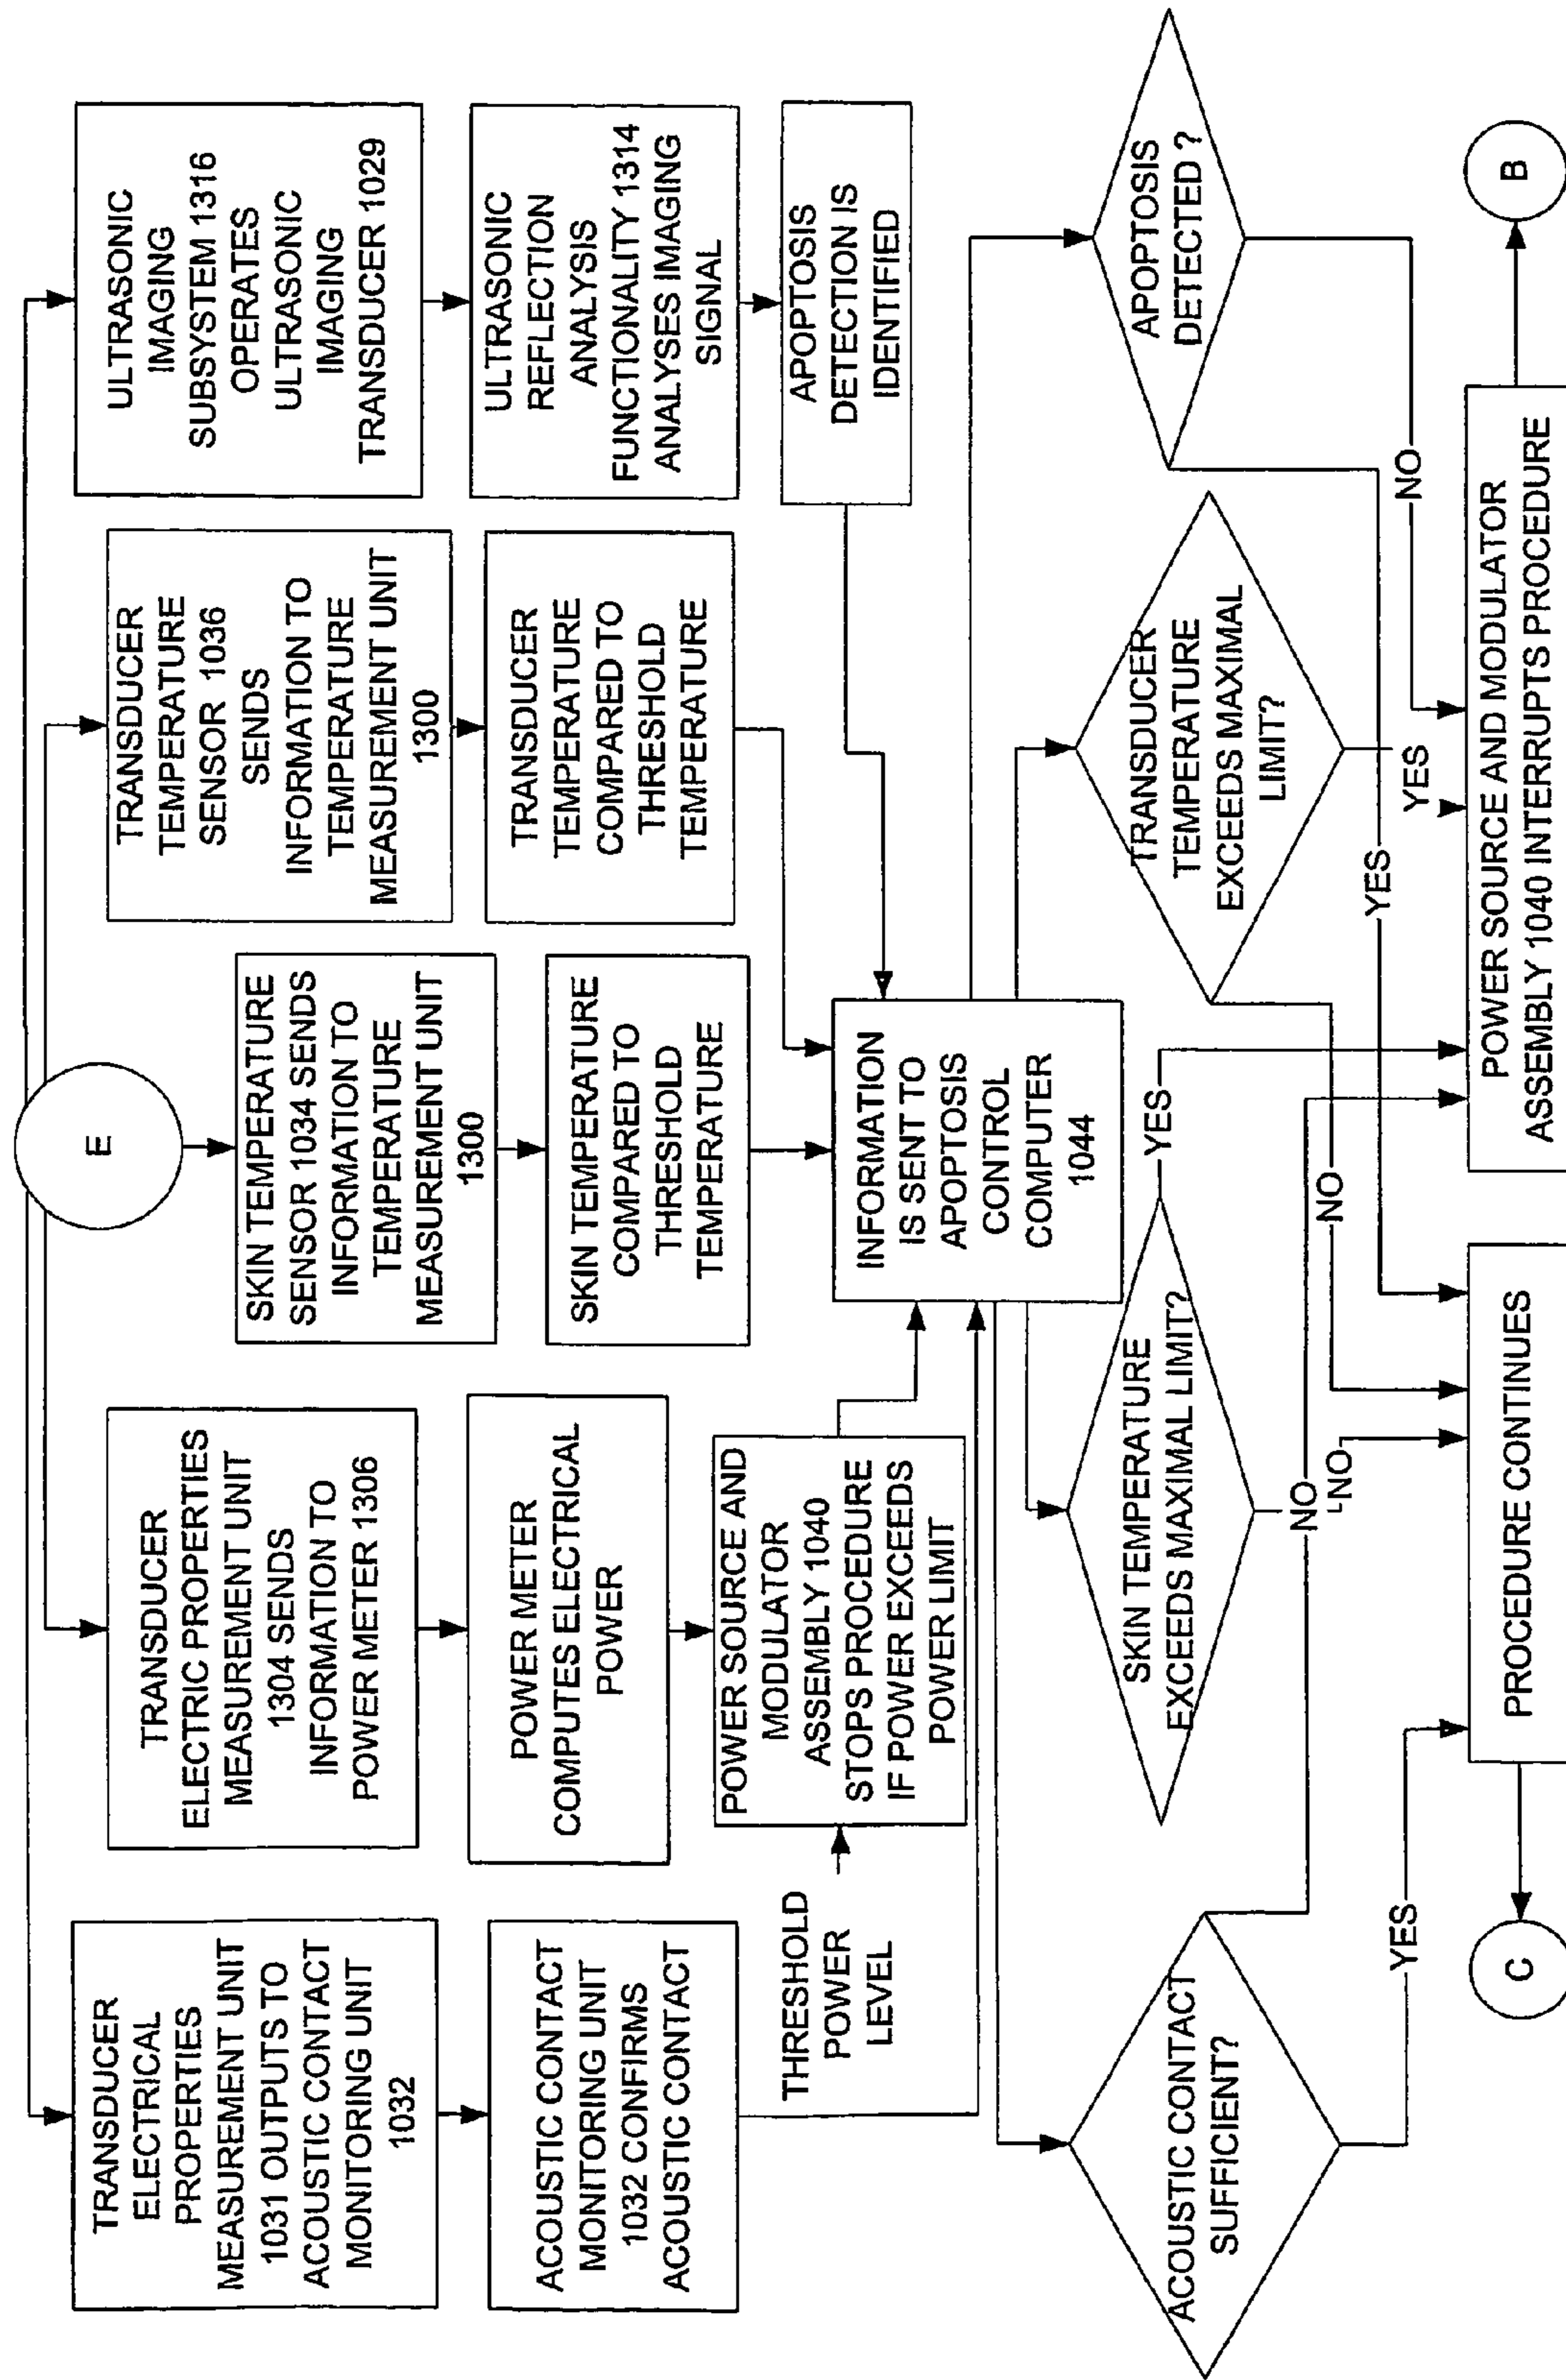 E
TRANSDUCER
ELECTRICAL
PROPERTIES
MEASUREMENT UNIT
1031 OUTPUTS TO
ACOUSTIC CONTACT
MONITORING UNIT
1032
TRANSDUCER
ELECTRIC PROPERTIES
MEASUREMENT UNIT
1304 SENDS
INFORMATION TO
POWER METER 1306
SKIN TEMPERATURE
SENSOR 1034 SENDS
INFORMATION TO
TEMPERATURE
MEASUREMENT UNIT
1300
TRANSDUCER
TEMPERATURE
SENSOR 1036
SENDS
INFORMATION TO
TEMPERATURE
MEASUREMENT UNIT
1300
ULTRASONIC
IMAGING
SUBSYSTEM 1316
OPERATES
ULTRASONIC
IMAGING
TRANSDUCER 1029
ACOUSTIC CONTACT
MONITORING UNIT
1032 CONFIRMS
ACOUSTIC CONTACT
POWER METER
COMPUTES ELECTRICAL
POWER
SKIN TEMPERATURE
COMPARED TO
THRESHOLD
TEMPERATURE
TRANSDUCER
TEMPERATURE
COMPARED TO
THRESHOLD
TEMPERATURE
ULTRASONIC
REFLECTION
ANALYSIS
FUNCTIONALITY 1314
ANALYSES IMAGING
SIGNAL
THRESHOLD
POWER
LEVEL
POWER SOURCE AND
MODULATOR
ASSEMBLY 1040
STOPS PROCEDURE
IF POWER EXCEEDS
POWER LIMIT
APOPTOSIS
DETECTION IS
IDENTIFIED
INFORMATION
IS SENT TO
APOPTOSIS
CONTROL
COMPUTER
1044
ACOUSTIC CONTACT
SUFFICIENT?
SKIN TEMPERATURE
EXCEEDS MAXIMAL LIMIT?
TRANSDUCER
TEMPERATURE
EXCEEDS MAXIMAL
LIMIT?
APOPTOSIS
DETECTED ?
YES
NO
NO
YES
NO
YES
YES
NO
C
PROCEDURE CONTINUES
POWER SOURCE AND MODULATOR
ASSEMBLY 1040 INTERRUPTS PROCEDURE
B